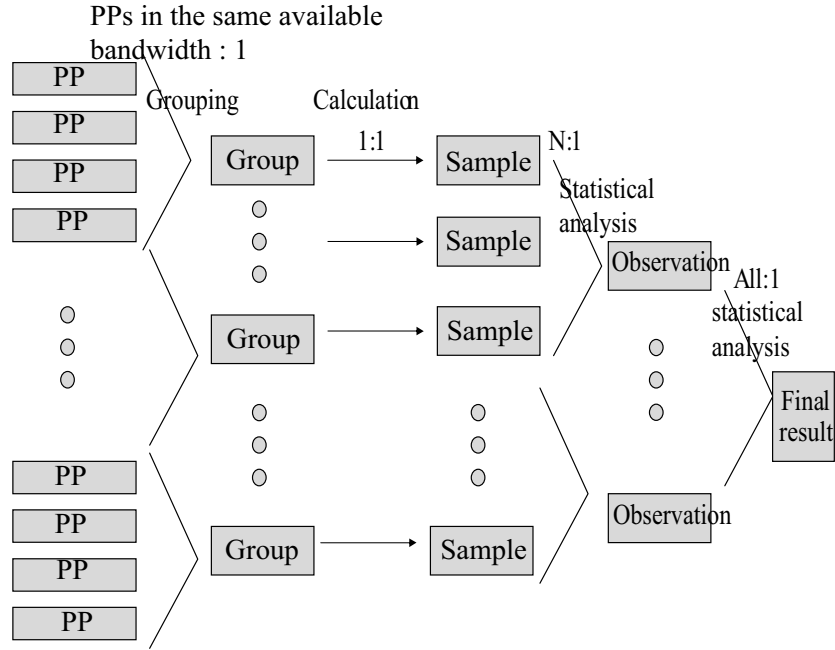 PPs in the same available
bandwidth : 1
PP
PP
PP
PP
PP
PP
PP
PP
Grouping
Group
Group
Group
Calculation
1:1
Sample
Sample
Sample
Sample
N:1
Statistical
analysis
Observation
Observation
All:1
statistical
analysis
Final
result